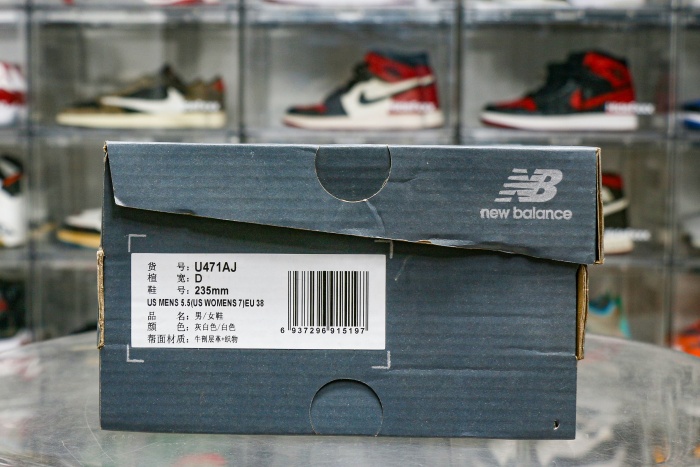 NB
new balance
货 号: U471AJ
楦 宽: D
鞋 号: 235mm
US MENS 5.5(US WOMENS 7)EU 38
品 名: 男/女鞋
颜 色: 灰白色/白色
帮面材质: 牛剖层革+织物
6 937296 915197